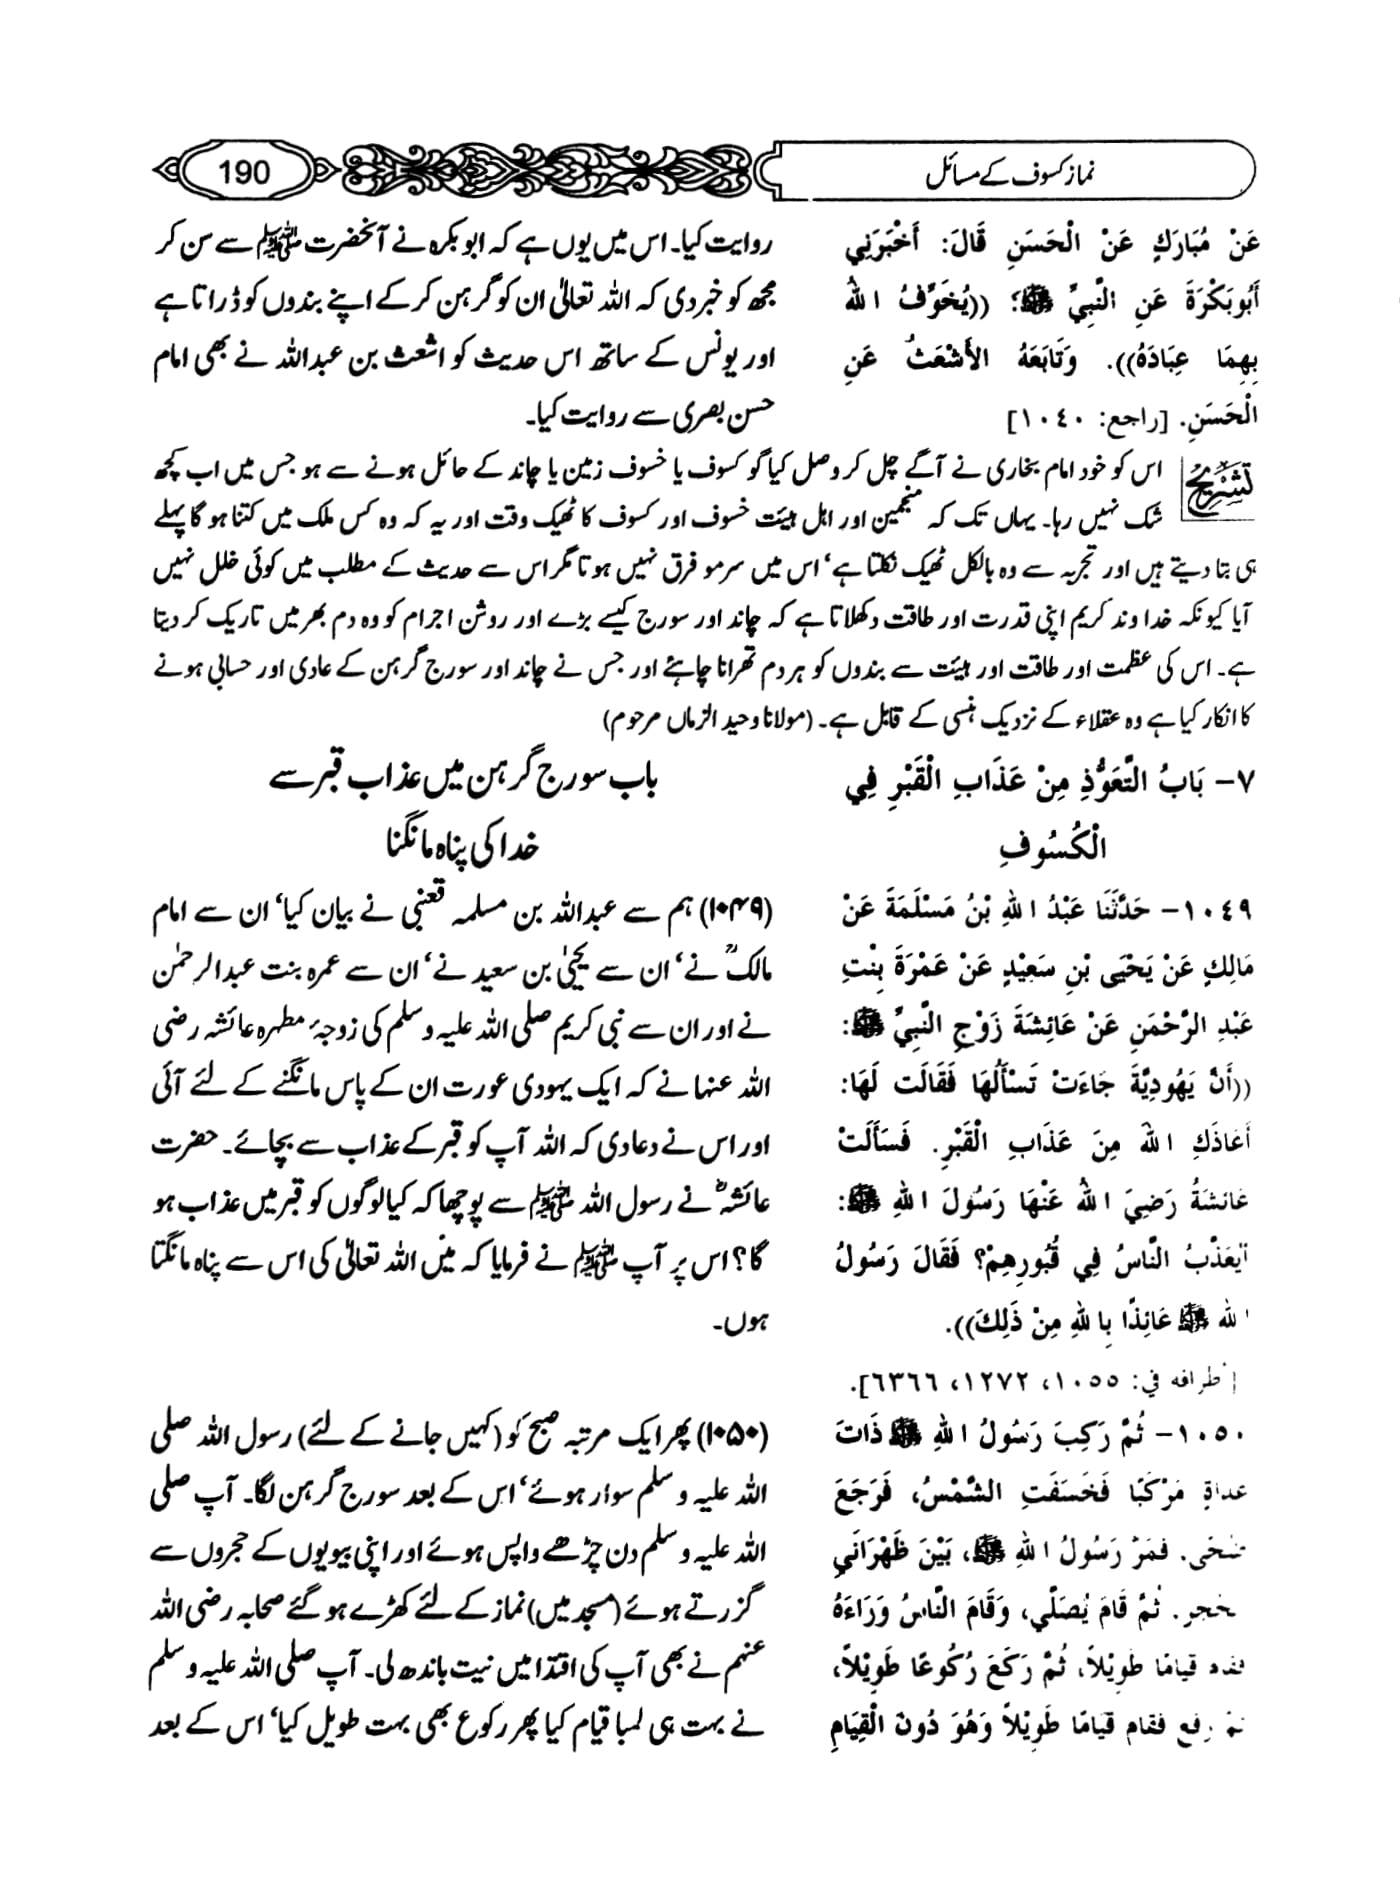 نماز کسوف کے مسائل
190
عَنْ مُبَارَكٍ عَنْ الْحَسَنِ قَالَ: أَخْبَرَنِي
أَبُوبَكْرَةَ عَنِ النَّبِيِّ ﷺ: ((يُخَوِّفُ اللهُ
بِهِمَا عِبَادَهُ)). وَتَابَعَهُ الأَشْعَثُ عَنِ
الْحَسَنِ. [راجع: ١٠٤٠]
روایت کیا۔ اس میں یوں ہے کہ ابوبکرہ نے آنحضرت ﷺ سے سن کر
مجھ کو خبر دی کہ اللہ تعالیٰ ان کو گرہن کر کے اپنے بندوں کو ڈراتا ہے
اور یونس کے ساتھ اس حدیث کو اشعث بن عبداللہ نے بھی امام
حسن بصری سے روایت کیا۔
تشریح
اس کو خود امام بخاری نے آگے چل کر وصل کیا گو کسوف یا خسوف زمین یا چاند کے حائل ہونے سے ہو جس میں اب کچھ
شک نہیں رہا۔ یہاں تک کہ منجمین اور اہل ہیئت خسوف اور کسوف کا ٹھیک وقت اور یہ کہ وہ کس ملک میں کتنا ہو گا پہلے
ہی بتا دیتے ہیں اور تجربہ سے وہ بالکل ٹھیک نکلتا ہے‘ اس میں سرمو فرق نہیں ہوتا مگر اس سے حدیث کے مطلب میں کوئی خلل نہیں
آیا کیونکہ خداوند کریم اپنی قدرت اور طاقت دکھلاتا ہے کہ چاند اور سورج کیسے بڑے اور روشن اجرام کو وہ دم بھر میں تاریک کر دیتا
ہے۔ اس کی عظمت اور طاقت اور ہیئت سے بندوں کو ہر دم تھرانا چاہئے اور جس نے چاند اور سورج گرہن کے عادی اور حسابی ہونے
کا انکار کیا ہے وہ عقلاء کے نزدیک ہنسی کے قابل ہے۔ (مولانا وحید الزماں مرحوم)
٧- بَابُ التَّعَوُّذِ مِنْ عَذَابِ الْقَبْرِ فِي
الْكُسُوفِ
باب سورج گرہن میں عذاب قبر سے
خدا کی پناہ مانگنا
١٠٤٩- حَدَّثَنَا عَبْدُ اللهِ بْنُ مَسْلَمَةَ عَنْ
مَالِكٍ عَنْ يَحْيَى بْنِ سَعِيْدٍ عَنْ عَمْرَةَ بِنْتِ
عَبْدِ الرَّحْمَنِ عَنْ عَائِشَةَ زَوْجِ النَّبِيِّ ﷺ:
((أَنَّ يَهُودِيَّةً جَاءَتْ تَسْأَلُهَا فَقَالَت لَهَا:
أَعَاذَكِ اللهُ مِنَ عَذَابِ الْقَبْرِ. فَسَأَلَتْ
عَائِشَةُ رَضِيَ اللهُ عَنْهَا رَسُولَ اللهِ ﷺ:
أَيُعَذَّبُ النَّاسُ فِي قُبُورِهِمْ؟ فَقَالَ رَسُولُ
اللهِ ﷺ عَائِذًا بِاللهِ مِنْ ذَلِكَ)).
[أطرافه في: ١٠٥٥، ١٢٧٢، ٦٣٦٦].
(۱۰۴۹) ہم سے عبداللہ بن مسلمہ قعنبی نے بیان کیا‘ ان سے امام
مالکؒ نے‘ ان سے یحییٰ بن سعید نے‘ ان سے عمرہ بنت عبدالرحمٰن
نے اور ان سے نبی کریم صلی اللہ علیہ وسلم کی زوجۂ مطہرہ عائشہ رضی
اللہ عنہا نے کہ ایک یہودی عورت ان کے پاس مانگنے کے لئے آئی
اور اس نے دعا دی کہ اللہ آپ کو قبر کے عذاب سے بچائے۔ حضرت
عائشہؓ نے رسول اللہ ﷺ سے پوچھا کہ کیا لوگوں کو قبر میں عذاب ہو
گا؟ اس پر آپ ﷺ نے فرمایا کہ میں اللہ تعالیٰ کی اس سے پناہ مانگتا
ہوں۔
١٠٥٠- ثُمَّ رَكِبَ رَسُولُ اللهِ ﷺ ذَاتَ
غَدَاةٍ مَرْكَبًا فَخَسَفَتِ الشَّمْسُ، فَرَجَعَ
ضُحًى. فَمَرَّ رَسُولُ اللهِ ﷺ، بَيْنَ ظَهْرَانَيِ
الحُجَرِ. ثُمَّ قَامَ يُصَلِّي، وَقَامَ النَّاسُ وَرَاءَهُ
فَقَامَ قِيَامًا طَوِيْلاً، ثُمَّ رَكَعَ رُكُوعًا طَوِيْلاً،
ثُمَّ رَفَعَ فَقَامَ قِيَامًا طَوِيْلاً وَهُوَ دُونَ الْقِيَامِ
(۱۰۵۰) پھر ایک مرتبہ صبح کو (کہیں جانے کے لئے) رسول اللہ صلی
اللہ علیہ وسلم سوار ہوئے‘ اس کے بعد سورج گرہن لگا۔ آپ صلی
اللہ علیہ وسلم دن چڑھے واپس ہوئے اور اپنی بیویوں کے حجروں سے
گزرتے ہوئے (مسجد میں) نماز کے لئے کھڑے ہو گئے صحابہ رضی اللہ
عنہم نے بھی آپ کی اقتدا میں نیت باندھ لی۔ آپ صلی اللہ علیہ وسلم
نے بہت ہی لمبا قیام کیا پھر رکوع بھی بہت طویل کیا‘ اس کے بعد